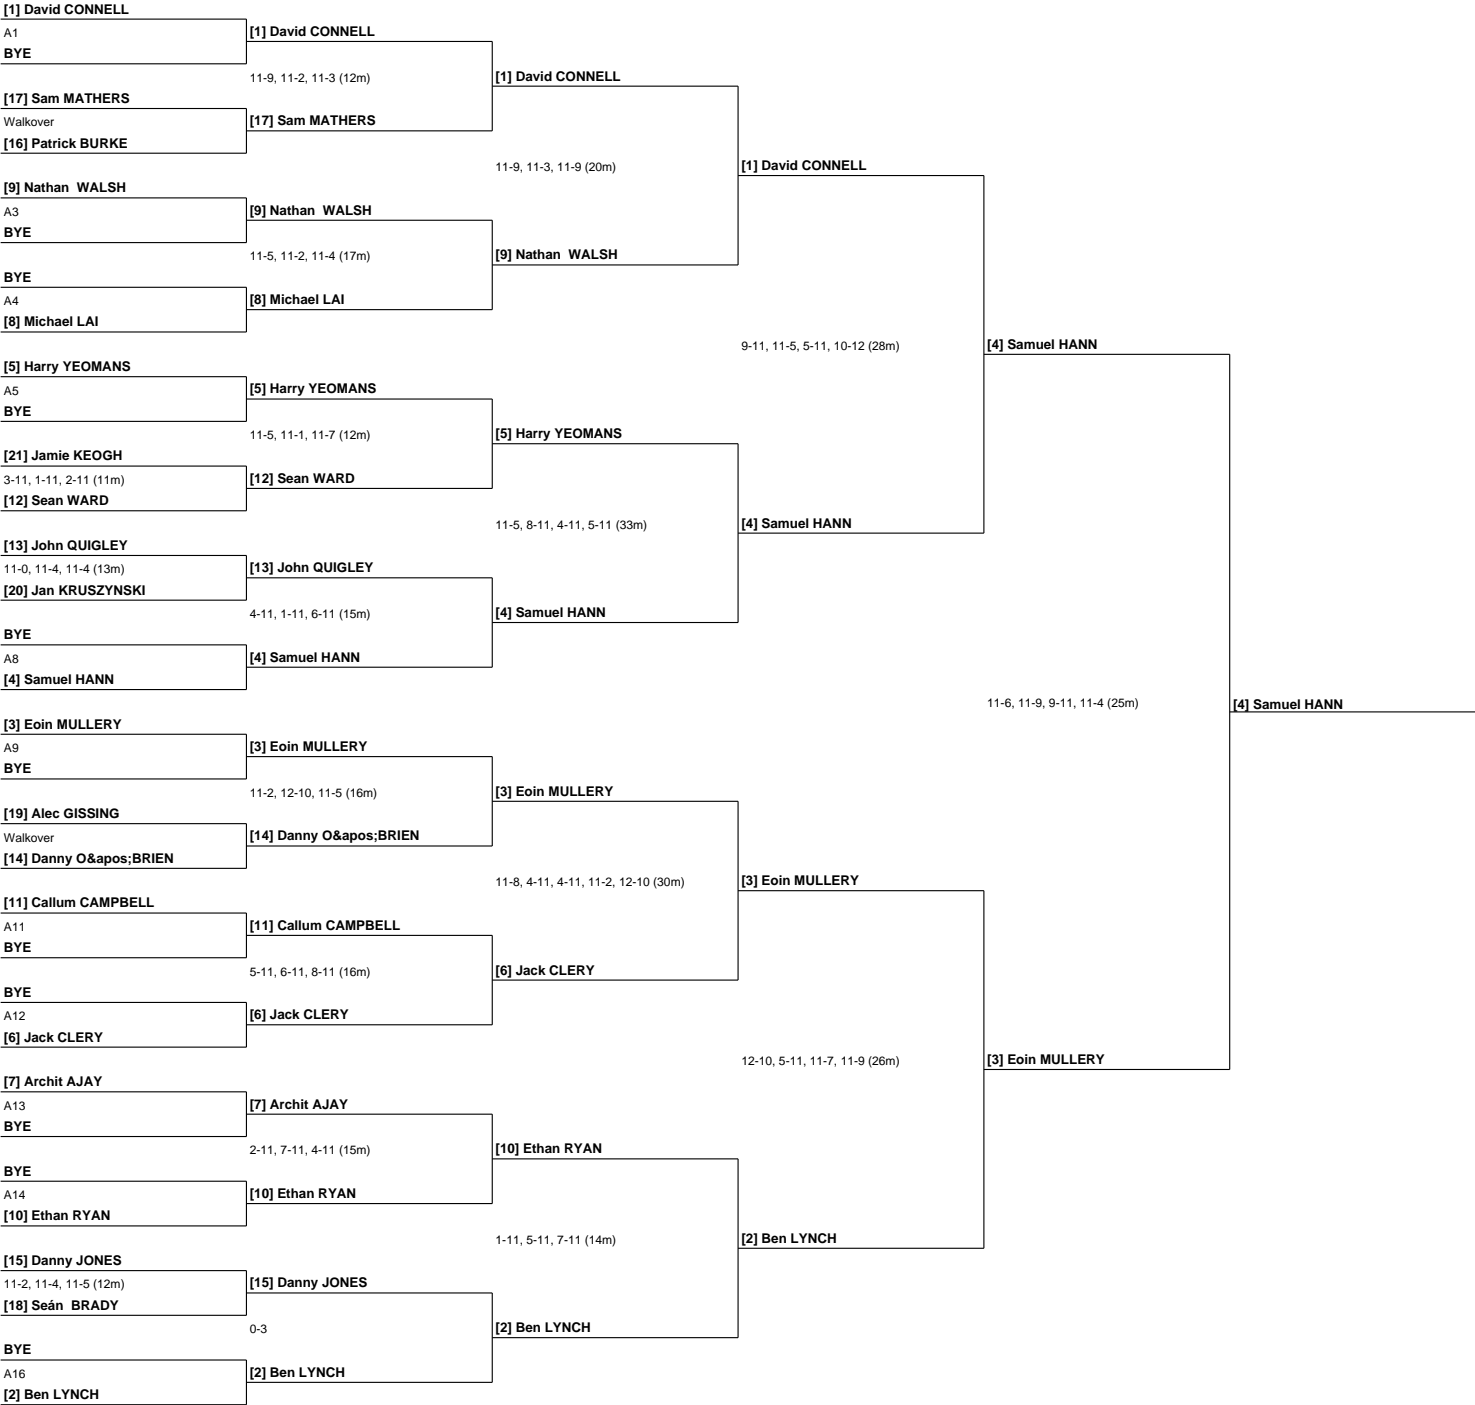 [1] David CONNELL
A1
BYE
[17] Sam MATHERS
Walkover
[16] Patrick BURKE
[9] Nathan  WALSH
A3
BYE
BYE
A4
[8] Michael LAI
[5] Harry YEOMANS
A5
BYE
[21] Jamie KEOGH
3-11, 1-11, 2-11 (11m)
[12] Sean WARD
[13] John QUIGLEY
11-0, 11-4, 11-4 (13m)
[20] Jan KRUSZYNSKI
BYE
A8
[4] Samuel HANN
[3] Eoin MULLERY
A9
BYE
[19] Alec GISSING
Walkover
[14] Danny O&apos;BRIEN
[11] Callum CAMPBELL
A11
BYE
BYE
A12
[6] Jack CLERY
[7] Archit AJAY
A13
BYE
BYE
A14
[10] Ethan RYAN
[15] Danny JONES
11-2, 11-4, 11-5 (12m)
[18] Seán  BRADY
BYE
A16
[2] Ben LYNCH
[1] David CONNELL
11-9, 11-2, 11-3 (12m)
[17] Sam MATHERS
[9] Nathan  WALSH
11-5, 11-2, 11-4 (17m)
[8] Michael LAI
[5] Harry YEOMANS
11-5, 11-1, 11-7 (12m)
[12] Sean WARD
[13] John QUIGLEY
4-11, 1-11, 6-11 (15m)
[4] Samuel HANN
[3] Eoin MULLERY
11-2, 12-10, 11-5 (16m)
[14] Danny O&apos;BRIEN
[11] Callum CAMPBELL
5-11, 6-11, 8-11 (16m)
[6] Jack CLERY
[7] Archit AJAY
2-11, 7-11, 4-11 (15m)
[10] Ethan RYAN
[15] Danny JONES
0-3
[2] Ben LYNCH
[1] David CONNELL
11-9, 11-3, 11-9 (20m)
[9] Nathan  WALSH
[5] Harry YEOMANS
11-5, 8-11, 4-11, 5-11 (33m)
[4] Samuel HANN
[3] Eoin MULLERY
11-8, 4-11, 4-11, 11-2, 12-10 (30m)
[6] Jack CLERY
[10] Ethan RYAN
1-11, 5-11, 7-11 (14m)
[2] Ben LYNCH
[1] David CONNELL
9-11, 11-5, 5-11, 10-12 (28m)
[4] Samuel HANN
[3] Eoin MULLERY
12-10, 5-11, 11-7, 11-9 (26m)
[2] Ben LYNCH
[4] Samuel HANN
11-6, 11-9, 9-11, 11-4 (25m)
[3] Eoin MULLERY
[4] Samuel HANN